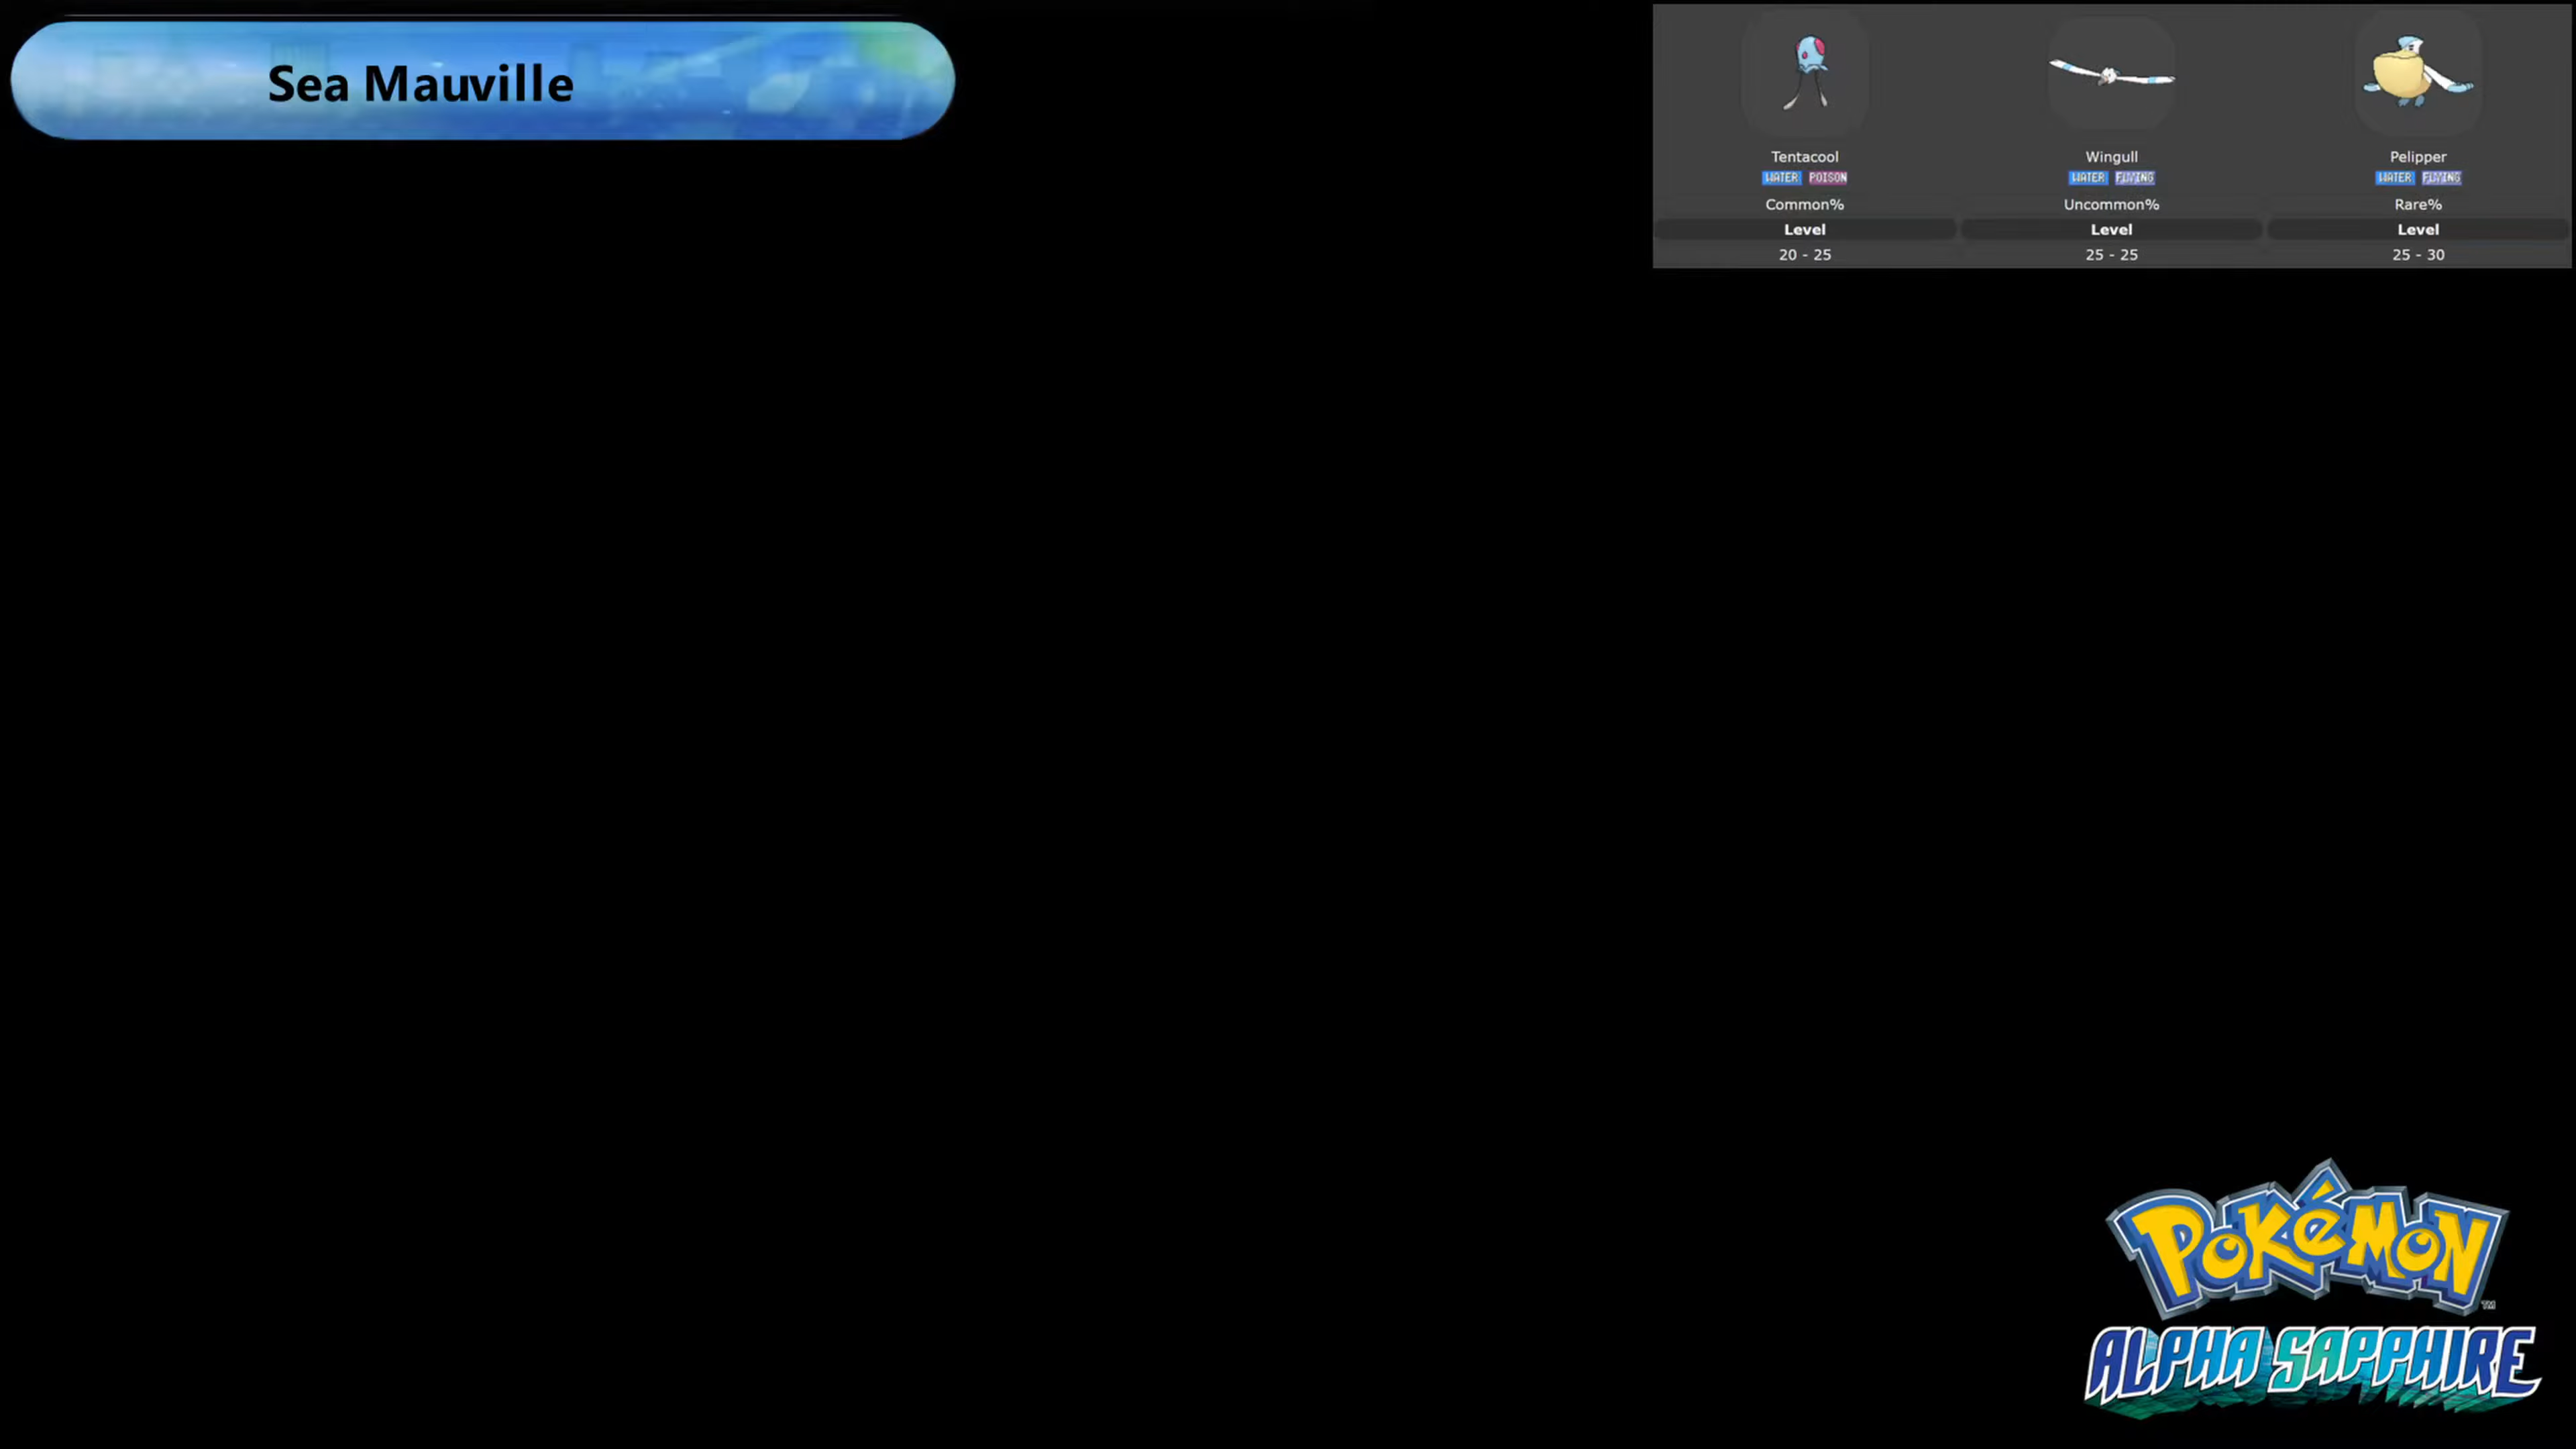 Sea Mauville
Tentacool Wingull Pelipper
WATER POISON WATER FLYING WATER FLYING
Common% Uncommon% Rare%
Level Level Level
20 - 25 25 - 25 25 - 30
POKéMON TM
ALPHA SAPPHIRE